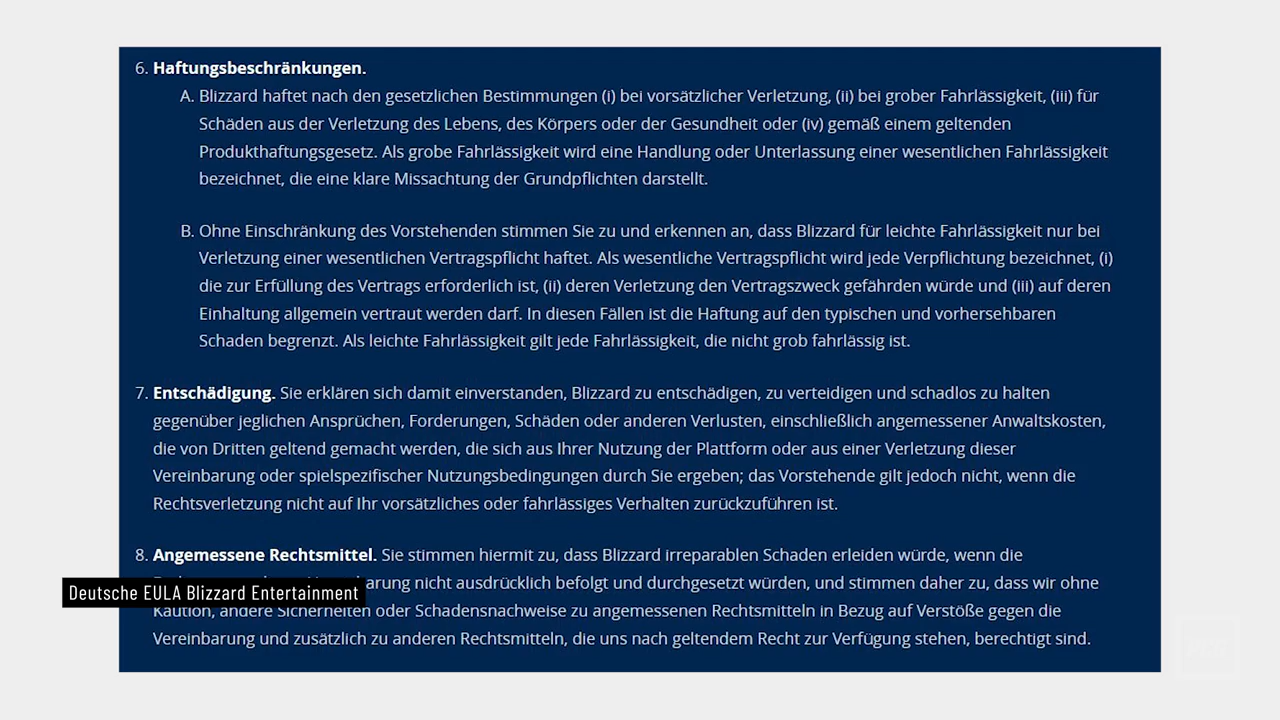 6. Haftungsbeschränkungen.
A. Blizzard haftet nach den gesetzlichen Bestimmungen (i) bei vorsätzlicher Verletzung, (ii) bei grober Fahrlässigkeit, (iii) für
Schäden aus der Verletzung des Lebens, des Körpers oder der Gesundheit oder (iv) gemäß einem geltenden
Produkthaftungsgesetz. Als grobe Fahrlässigkeit wird eine Handlung oder Unterlassung einer wesentlichen Fahrlässigkeit
bezeichnet, die eine klare Missachtung der Grundpflichten darstellt.
B. Ohne Einschränkung des Vorstehenden stimmen Sie zu und erkennen an, dass Blizzard für leichte Fahrlässigkeit nur bei
Verletzung einer wesentlichen Vertragspflicht haftet. Als wesentliche Vertragspflicht wird jede Verpflichtung bezeichnet, (i)
die zur Erfüllung des Vertrags erforderlich ist, (ii) deren Verletzung den Vertragszweck gefährden würde und (iii) auf deren
Einhaltung allgemein vertraut werden darf. In diesen Fällen ist die Haftung auf den typischen und vorhersehbaren
Schaden begrenzt. Als leichte Fahrlässigkeit gilt jede Fahrlässigkeit, die nicht grob fahrlässig ist.
7. Entschädigung. Sie erklären sich damit einverstanden, Blizzard zu entschädigen, zu verteidigen und schadlos zu halten
gegenüber jeglichen Ansprüchen, Forderungen, Schäden oder anderen Verlusten, einschließlich angemessener Anwaltskosten,
die von Dritten geltend gemacht werden, die sich aus Ihrer Nutzung der Plattform oder aus einer Verletzung dieser
Vereinbarung oder spielspezifischer Nutzungsbedingungen durch Sie ergeben; das Vorstehende gilt jedoch nicht, wenn die
Rechtsverletzung nicht auf Ihr vorsätzliches oder fahrlässiges Verhalten zurückzuführen ist.
8. Angemessene Rechtsmittel. Sie stimmen hiermit zu, dass Blizzard irreparablen Schaden erleiden würde, wenn die
nicht ausdrücklich befolgt und durchgesetzt würden, und stimmen daher zu, dass wir ohne
Deutsche EULA Blizzard Entertainment
Kaution, andere Sicherheiten oder Schadensnachweise zu angemessenen Rechtsmitteln in Bezug auf Verstöße gegen die
Vereinbarung und zusätzlich zu anderen Rechtsmitteln, die uns nach geltendem Recht zur Verfügung stehen, berechtigt sind.